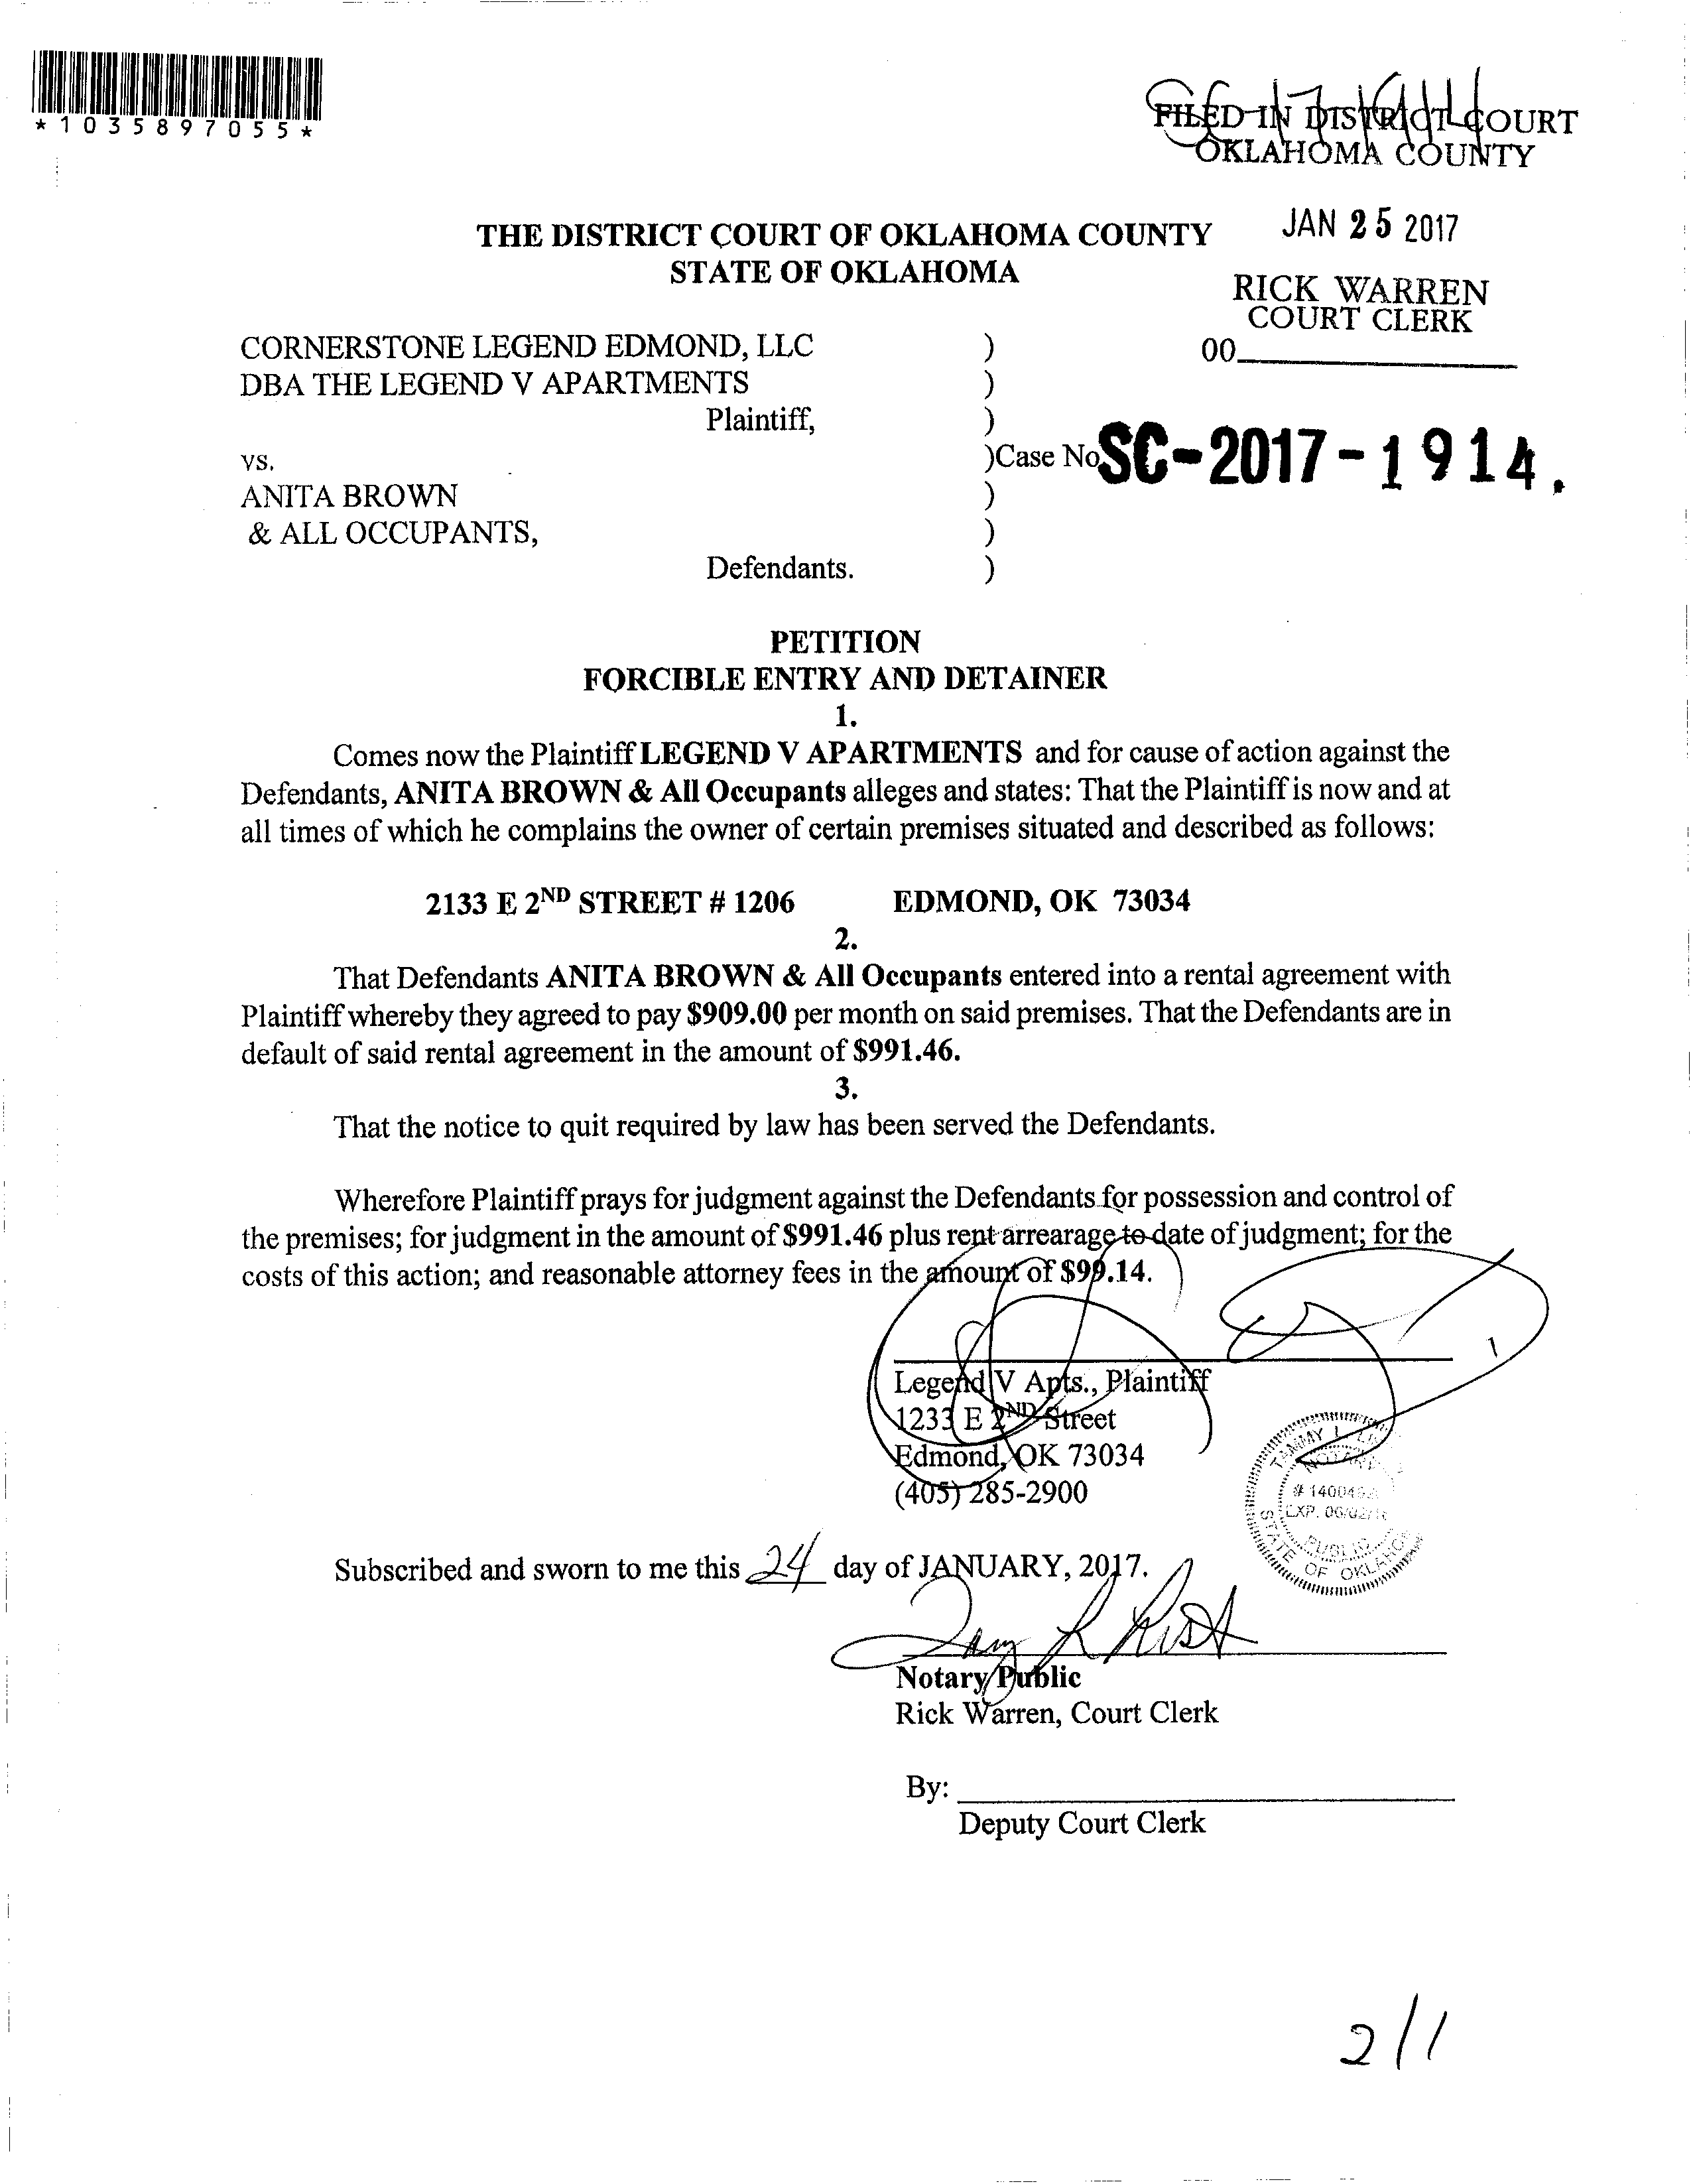 *1035897055*
SC-17-1914
FILED IN DISTRICT COURT
OKLAHOMA COUNTY
JAN 25 2017
RICK WARREN
COURT CLERK
00
THE DISTRICT COURT OF OKLAHOMA COUNTY
STATE OF OKLAHOMA
CORNERSTONE LEGEND EDMOND, LLC )
DBA THE LEGEND V APARTMENTS )
Plaintiff, )
vs. )Case No SC-2017-1914.
ANITA BROWN )
& ALL OCCUPANTS, )
Defendants. )
PETITION
FORCIBLE ENTRY AND DETAINER
1.
Comes now the Plaintiff LEGEND V APARTMENTS and for cause of action against the
Defendants, ANITA BROWN & All Occupants alleges and states: That the Plaintiff is now and at
all times of which he complains the owner of certain premises situated and described as follows:
2133 E 2ND STREET # 1206 EDMOND, OK 73034
2.
That Defendants ANITA BROWN & All Occupants entered into a rental agreement with
Plaintiff whereby they agreed to pay $909.00 per month on said premises. That the Defendants are in
default of said rental agreement in the amount of $991.46.
3.
That the notice to quit required by law has been served the Defendants.
Wherefore Plaintiff prays for judgment against the Defendants for possession and control of
the premises; for judgment in the amount of $991.46 plus rent arrearage to date of judgment; for the
costs of this action; and reasonable attorney fees in the amount of $99.14.
Legend V Apts., Plaintiff
1233 E 2ND Street
Edmond, OK 73034
(405) 285-2900
TAMMY
NOTARY
EXP. 06/02/
PUBLIC
STATE OF OKLAHO
Subscribed and sworn to me this 24 day of JANUARY, 2017.
Notary Public
Rick Warren, Court Clerk
By:
Deputy Court Clerk
2/1